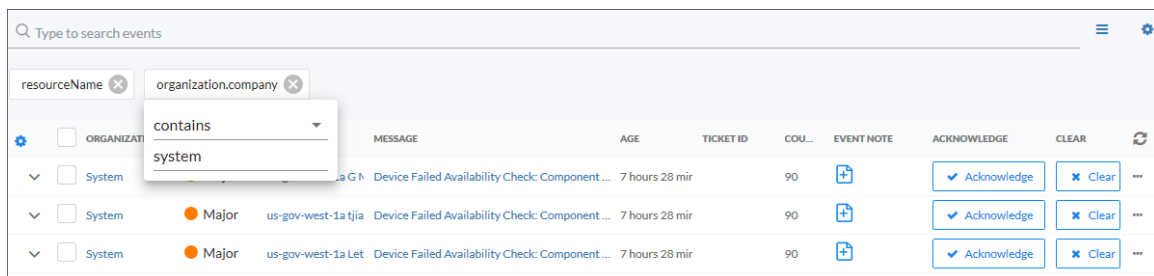 Type to search events
resourceName organization.company
contains
system
ORGANIZATI MESSAGE AGE TICKET ID COU... EVENT NOTE ACKNOWLEDGE CLEAR
System a G N Device Failed Availability Check: Component ... 7 hours 28 mir 90 Acknowledge Clear ...
System Major us-gov-west-1a tjia Device Failed Availability Check: Component ... 7 hours 28 mir 90 Acknowledge Clear ...
System Major us-gov-west-1a Let Device Failed Availability Check: Component ... 7 hours 28 mir 90 Acknowledge Clear ...